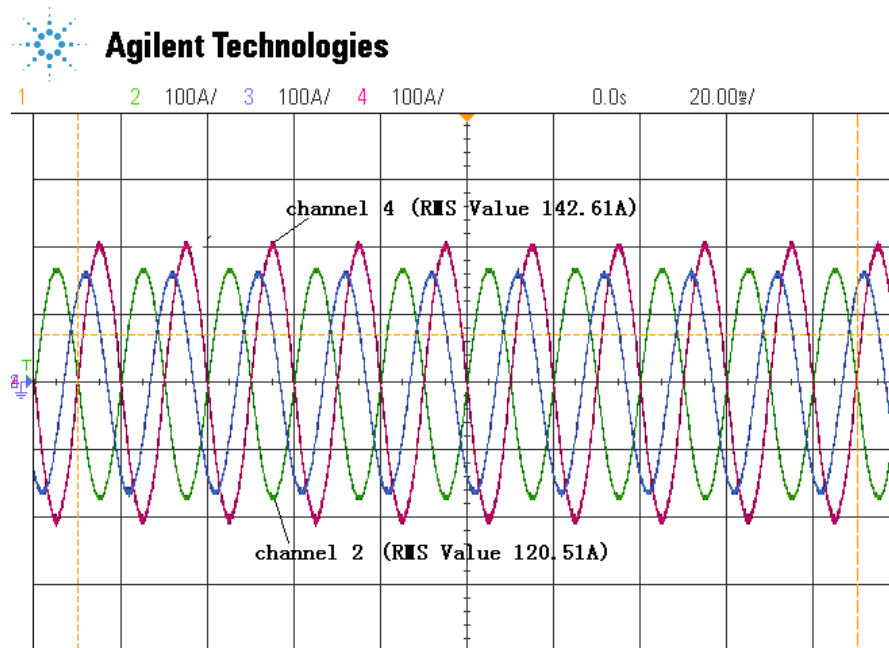 Agilent Technologies
1 2 100A/ 3 100A/ 4 100A/ 0.0s 20.00ms/
channel 4 (RMS Value 142.61A)
T
channel 2 (RMS Value 120.51A)